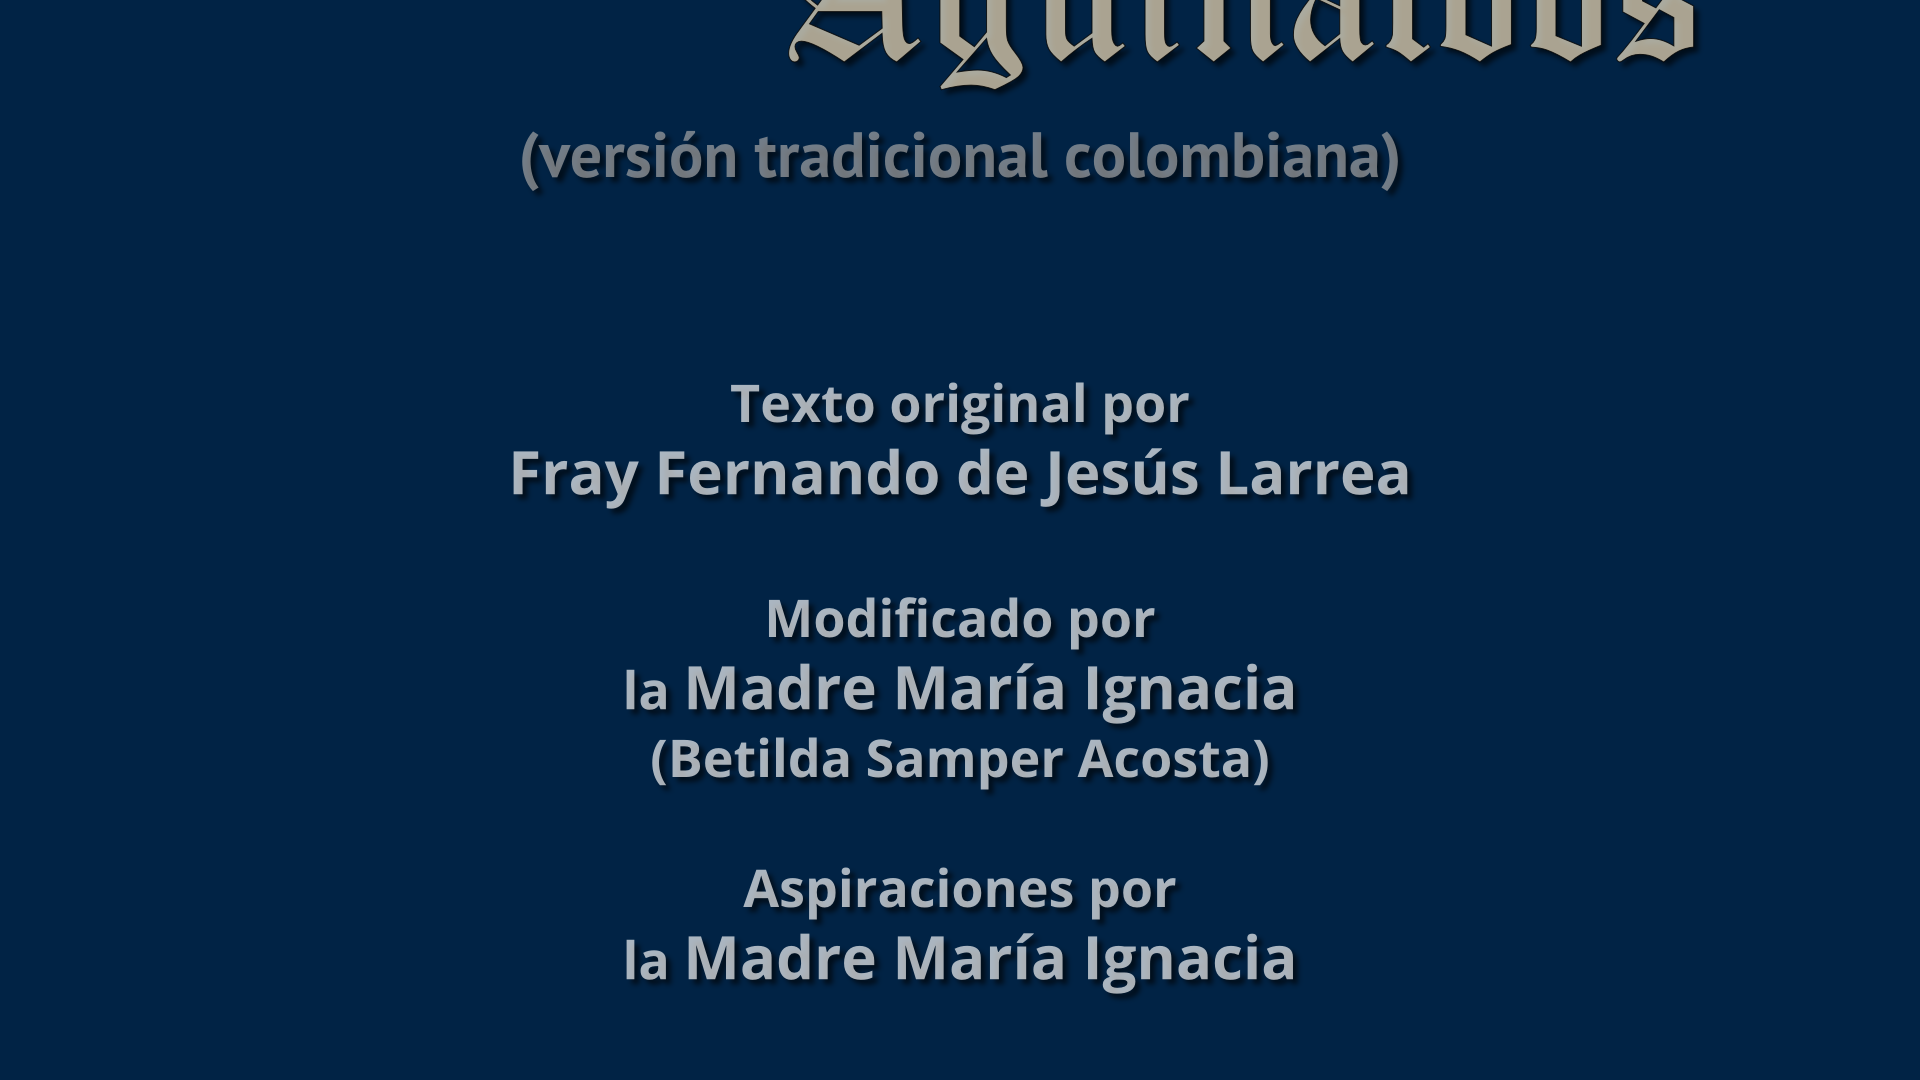 Aguinaldos
(versión tradicional colombiana)
Texto original por
Fray Fernando de Jesús Larrea
Modificado por
la Madre María Ignacia
(Betilda Samper Acosta)
Aspiraciones por
la Madre María Ignacia